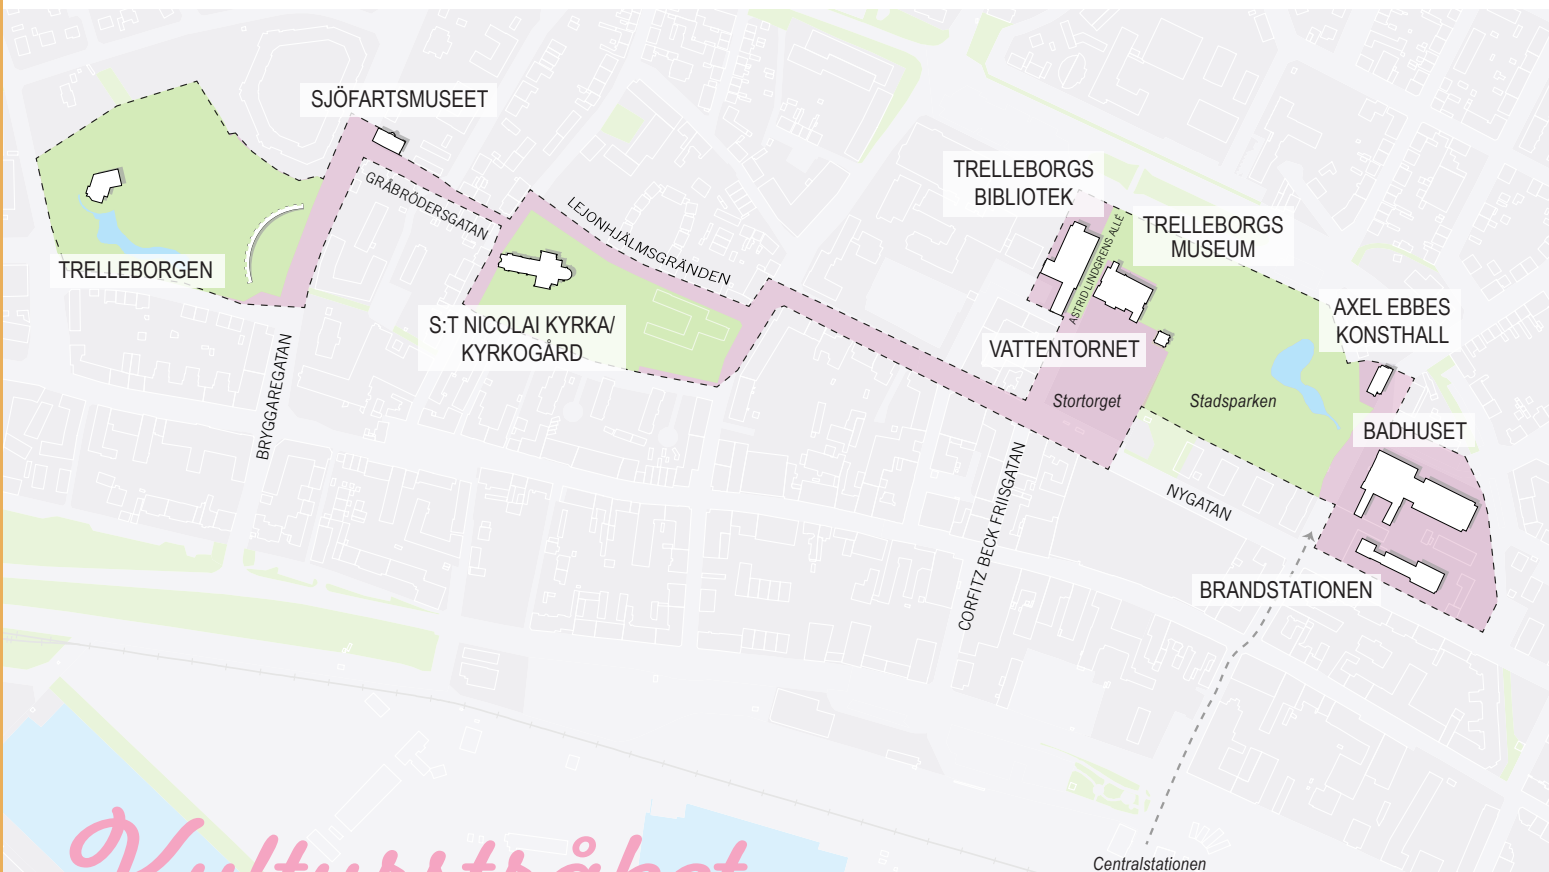 SJÖFARTSMUSEET
GRÅBRÖDERSGATAN
LEJONHJÄLMSGRÄNDEN
TRELLEBORGS
BIBLIOTEK
ASTRID LINDGRENS ALLÉ
TRELLEBORGS
MUSEUM
TRELLEBORGEN
AXEL EBBES
KONSTHALL
S:T NICOLAI KYRKA/
KYRKOGÅRD
VATTENTORNET
BRYGGAREGATAN
Stortorget
Stadsparken
BADHUSET
CORFITZ BECK FRIISGATAN
NYGATAN
BRANDSTATIONEN
Kulturstråket
Centralstationen